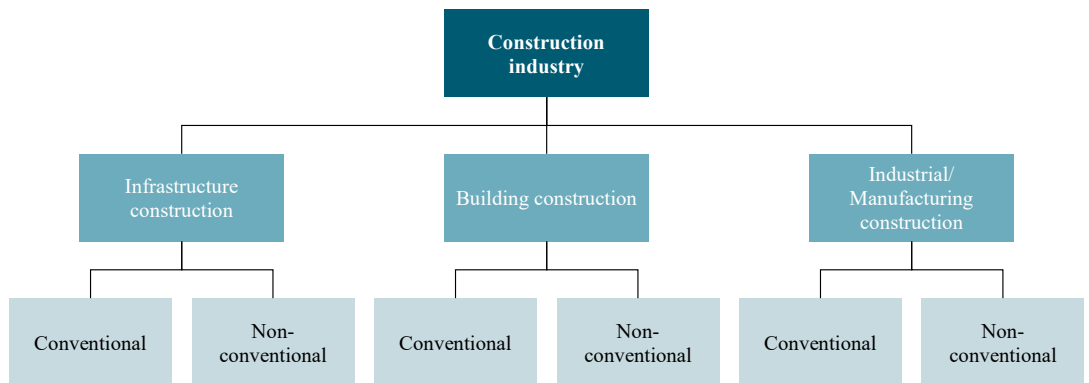 Construction
industry
Infrastructure
construction
Building construction
Industrial/
Manufacturing
construction
Conventional
Non-
conventional
Conventional
Non-
conventional
Conventional
Non-
conventional